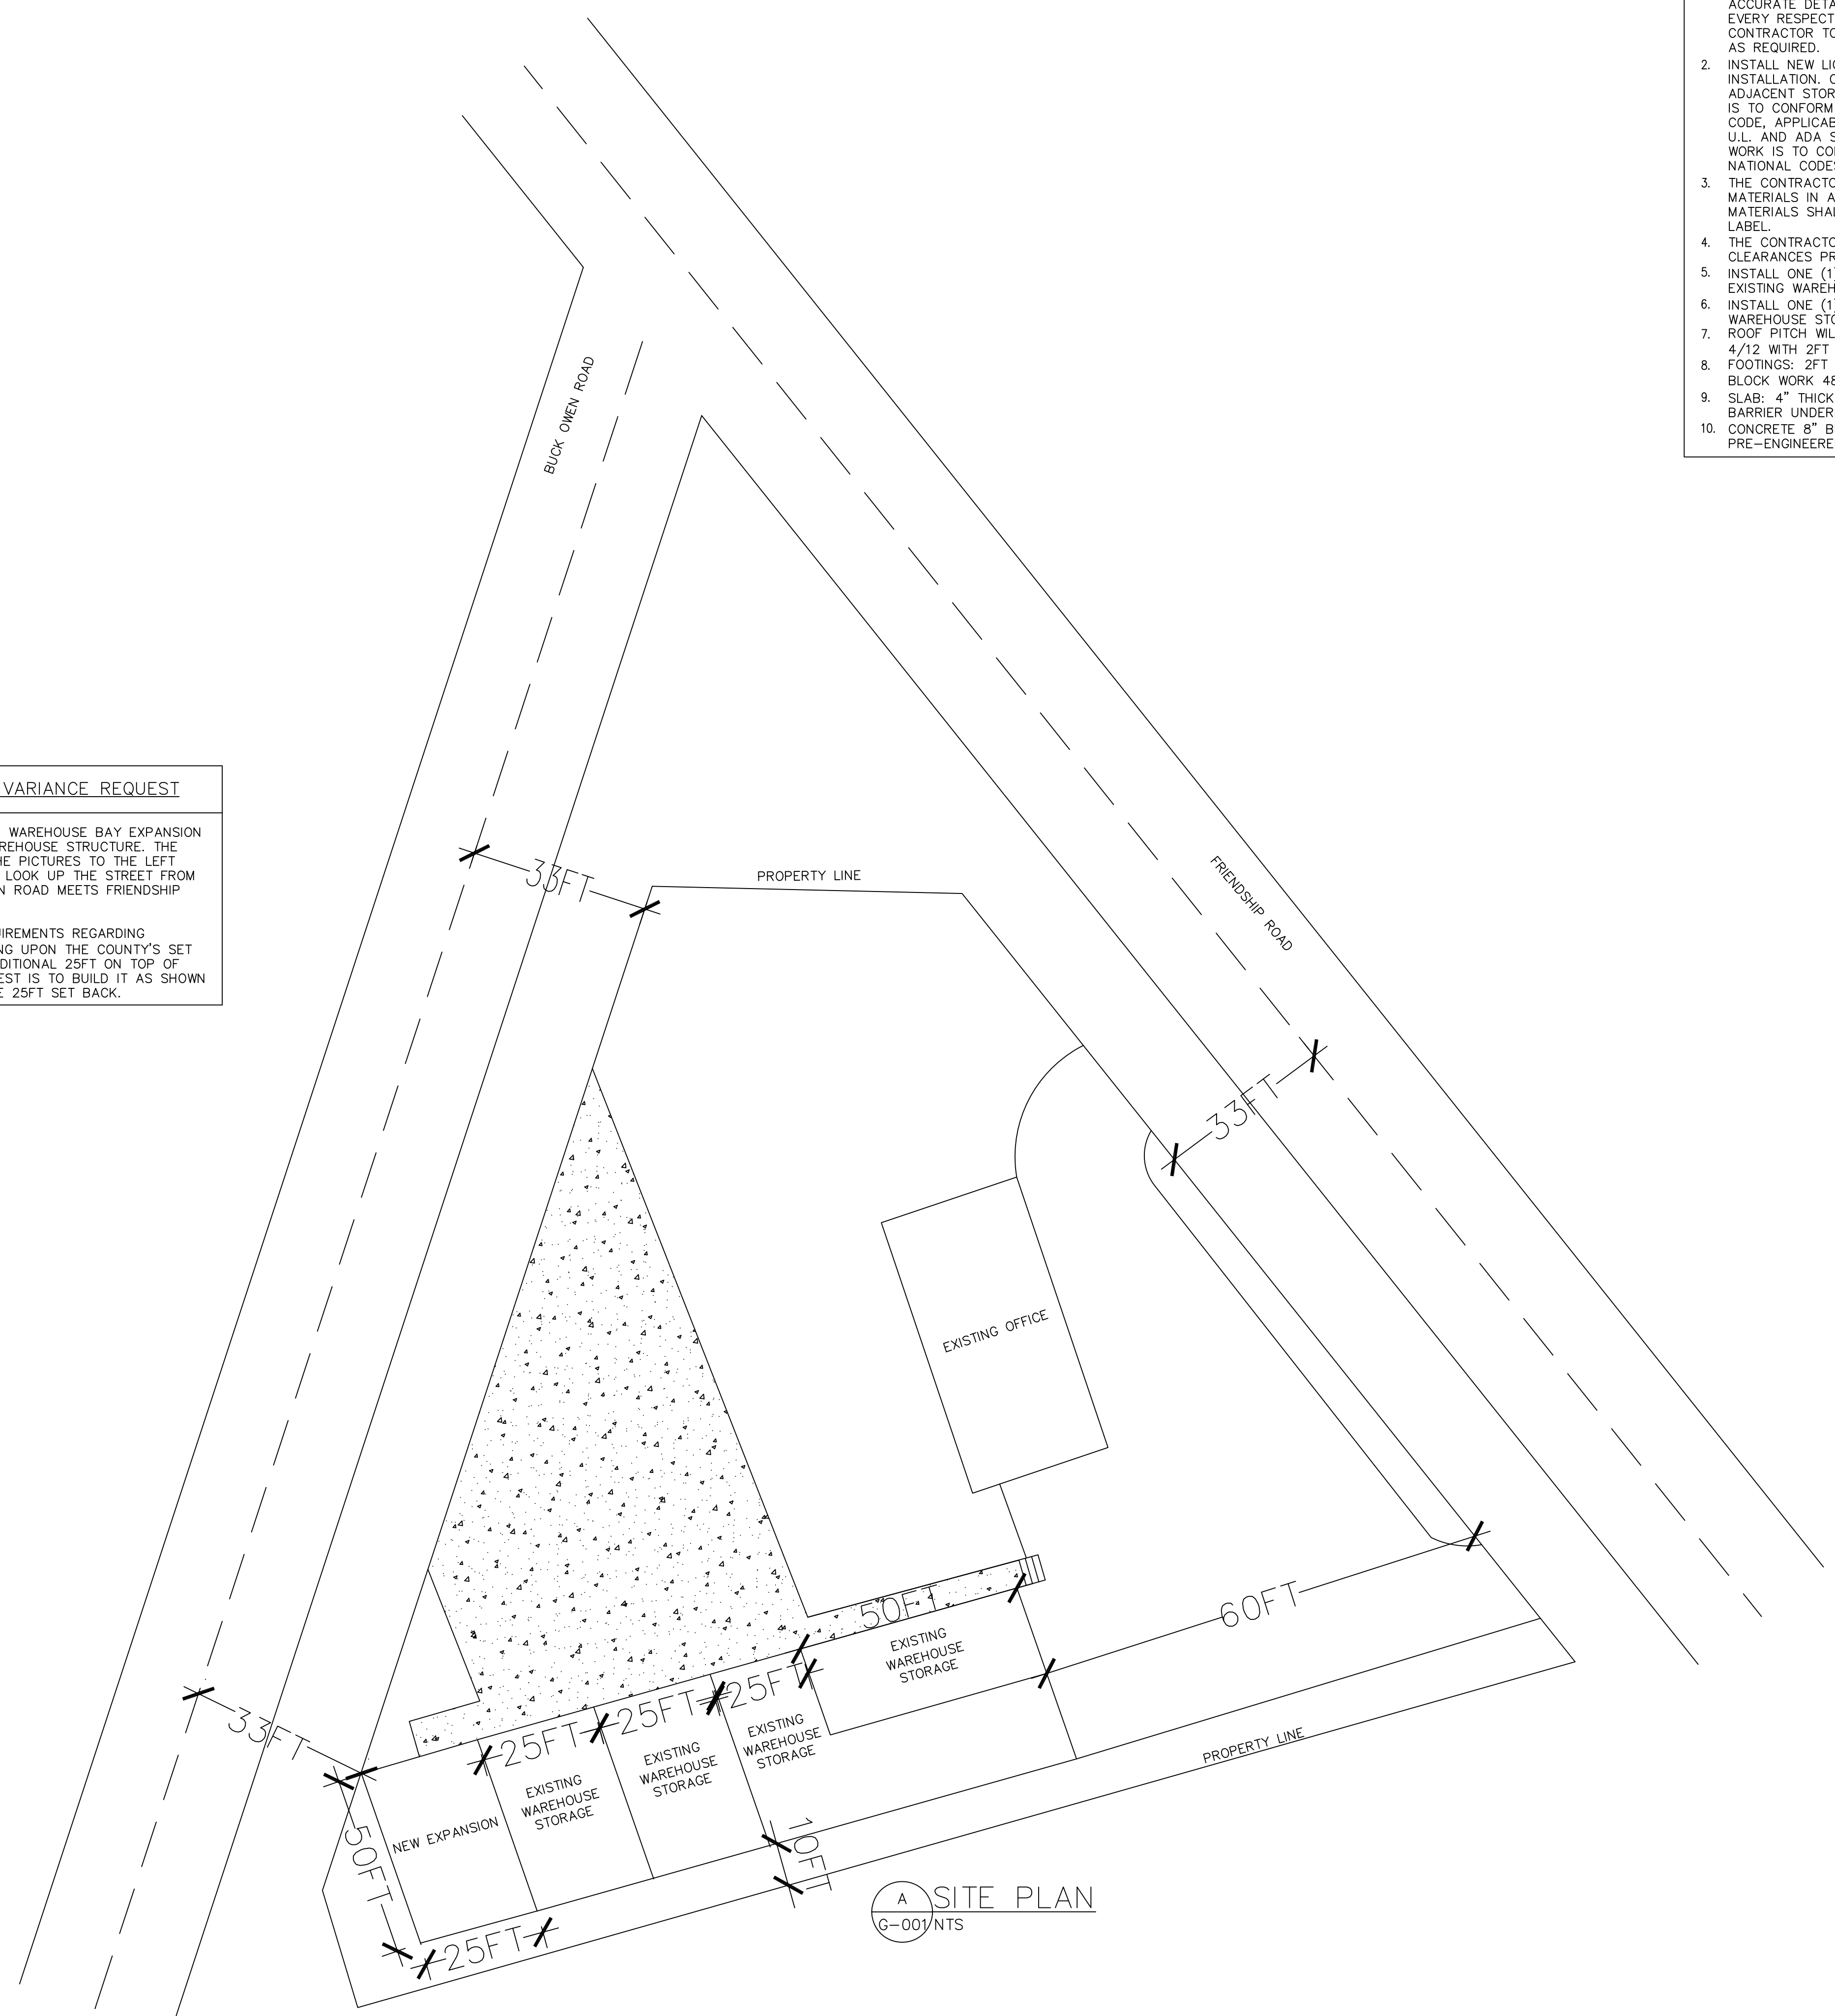 ACCURATE DETA
EVERY RESPECT
CONTRACTOR TO
AS REQUIRED.
2. INSTALL NEW LIG
INSTALLATION. C
ADJACENT STOR
IS TO CONFORM
CODE, APPLICAB
U.L. AND ADA S
WORK IS TO CO
NATIONAL CODES
3. THE CONTRACTO
MATERIALS IN A
MATERIALS SHAL
LABEL.
4. THE CONTRACTO
CLEARANCES PR
5. INSTALL ONE (1)
EXISTING WAREH
6. INSTALL ONE (1)
WAREHOUSE STO
7. ROOF PITCH WIL
4/12 WITH 2FT
8. FOOTINGS: 2FT
BLOCK WORK 48
9. SLAB: 4" THICK
BARRIER UNDER
10. CONCRETE 8" B
PRE-ENGINEERE
BUCK OWEN ROAD
VARIANCE REQUEST
WAREHOUSE BAY EXPANSION
REHOUSE STRUCTURE. THE
HE PICTURES TO THE LEFT
LOOK UP THE STREET FROM
N ROAD MEETS FRIENDSHIP
UIREMENTS REGARDING
NG UPON THE COUNTY'S SET
DITIONAL 25FT ON TOP OF
EST IS TO BUILD IT AS SHOWN
E 25FT SET BACK.
33FT
PROPERTY LINE
FRIENDSHIP ROAD
33FT
EXISTING OFFICE
50FT
60FT
EXISTING
WAREHOUSE
STORAGE
25FT
25FT
25FT
EXISTING
WAREHOUSE
STORAGE
EXISTING
WAREHOUSE
STORAGE
EXISTING
WAREHOUSE
STORAGE
33FT
NEW EXPANSION
PROPERTY LINE
50FT
10FT
25FT
A SITE PLAN
G-001 NTS